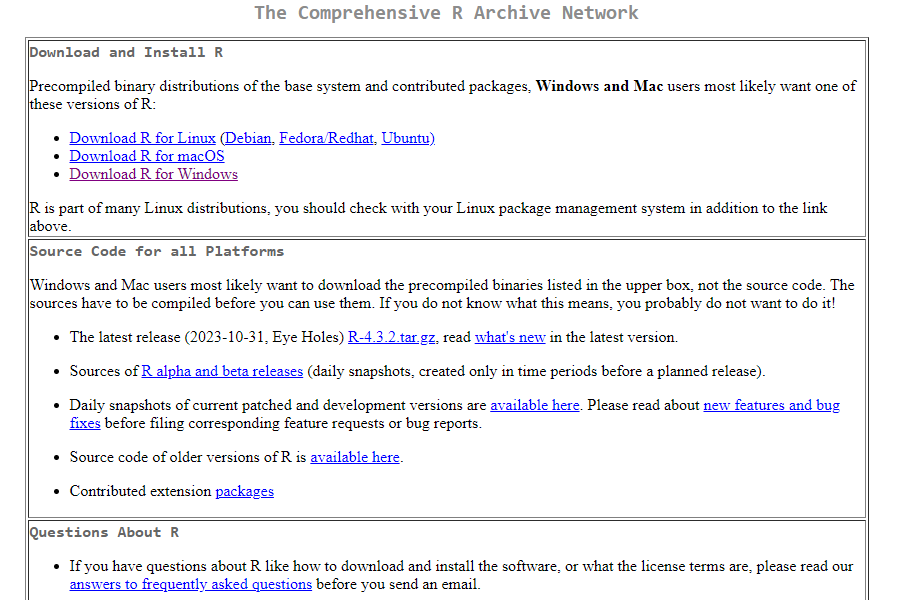 The Comprehensive R Archive Network
Download and Install R
Precompiled binary distributions of the base system and contributed packages, Windows and Mac users most likely want one of
these versions of R:
Download R for Linux (Debian, Fedora/Redhat, Ubuntu)
Download R for macOS
Download R for Windows
R is part of many Linux distributions, you should check with your Linux package management system in addition to the link
above.
Source Code for all Platforms
Windows and Mac users most likely want to download the precompiled binaries listed in the upper box, not the source code. The
sources have to be compiled before you can use them. If you do not know what this means, you probably do not want to do it!
The latest release (2023-10-31, Eye Holes) R-4.3.2.tar.gz, read what's new in the latest version.
Sources of R alpha and beta releases (daily snapshots, created only in time periods before a planned release).
Daily snapshots of current patched and development versions are available here. Please read about new features and bug
fixes before filing corresponding feature requests or bug reports.
Source code of older versions of R is available here.
Contributed extension packages
Questions About R
If you have questions about R like how to download and install the software, or what the license terms are, please read our
answers to frequently asked questions before you send an email.